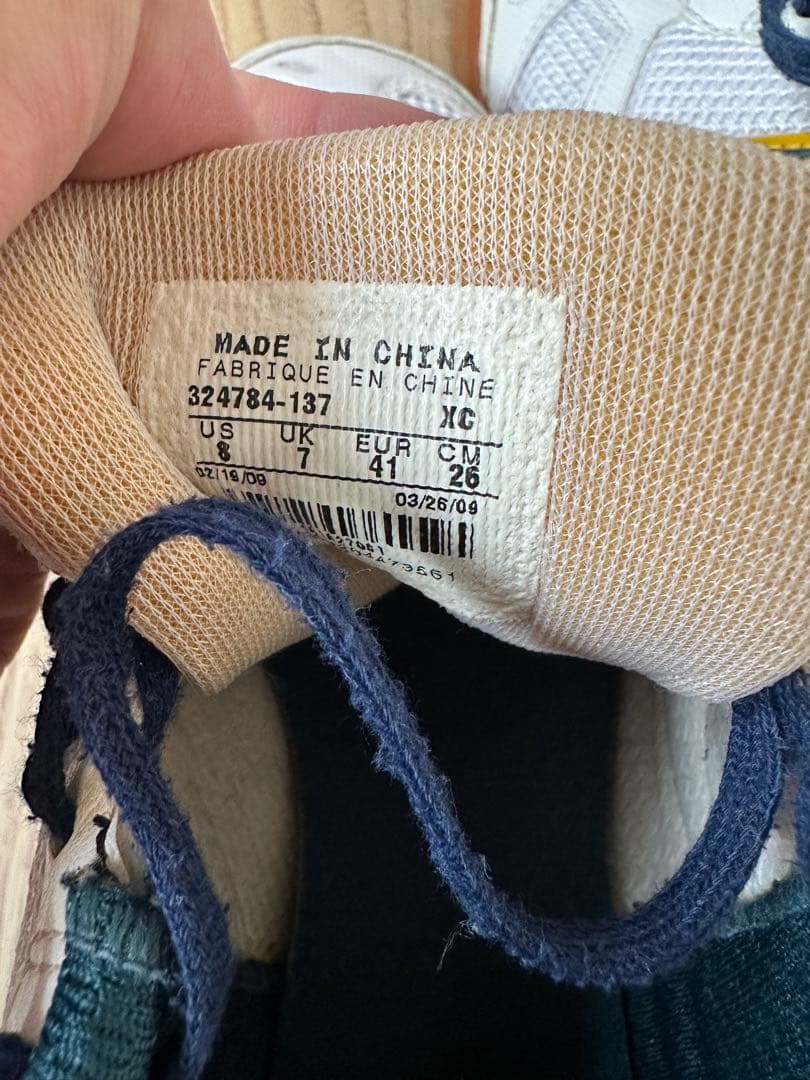 MADE IN CHINA
FABRIQUE EN CHINE
324784-137 XC
US UK EUR CM
8 7 41 26
02/19/09 03/26/09